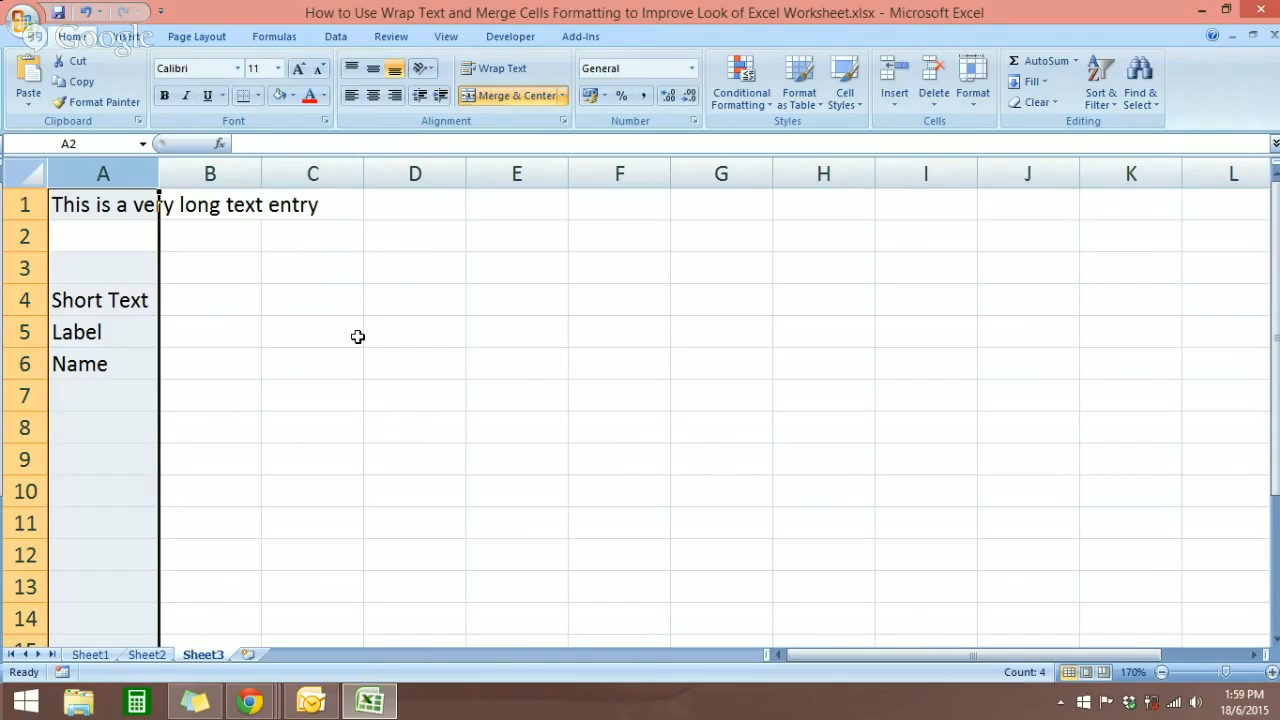 How to Use Wrap Text and Merge Cells Formatting to Improve Look of Excel Worksheet.xlsx - Microsoft Excel
Home Insert Page Layout Formulas Data Review View Developer Add-Ins
Google
Paste
Cut
Copy
Format Painter
Clipboard
Calibri 11
B I U
Font
Wrap Text
Merge & Center
Alignment
General
% ,
Number
Conditional Formatting
Format as Table
Cell Styles
Styles
Insert
Delete
Format
Cells
Σ AutoSum
Fill
Clear
Sort & Filter
Find & Select
Editing
A2 fx
A B C D E F G H I J K L
1 This is a very long text entry
2
3
4 Short Text
5 Label
6 Name
7
8
9
10
11
12
13
14
15
Sheet1 Sheet2 Sheet3
Ready Count: 4 170%
1:59 PM
18/6/2015